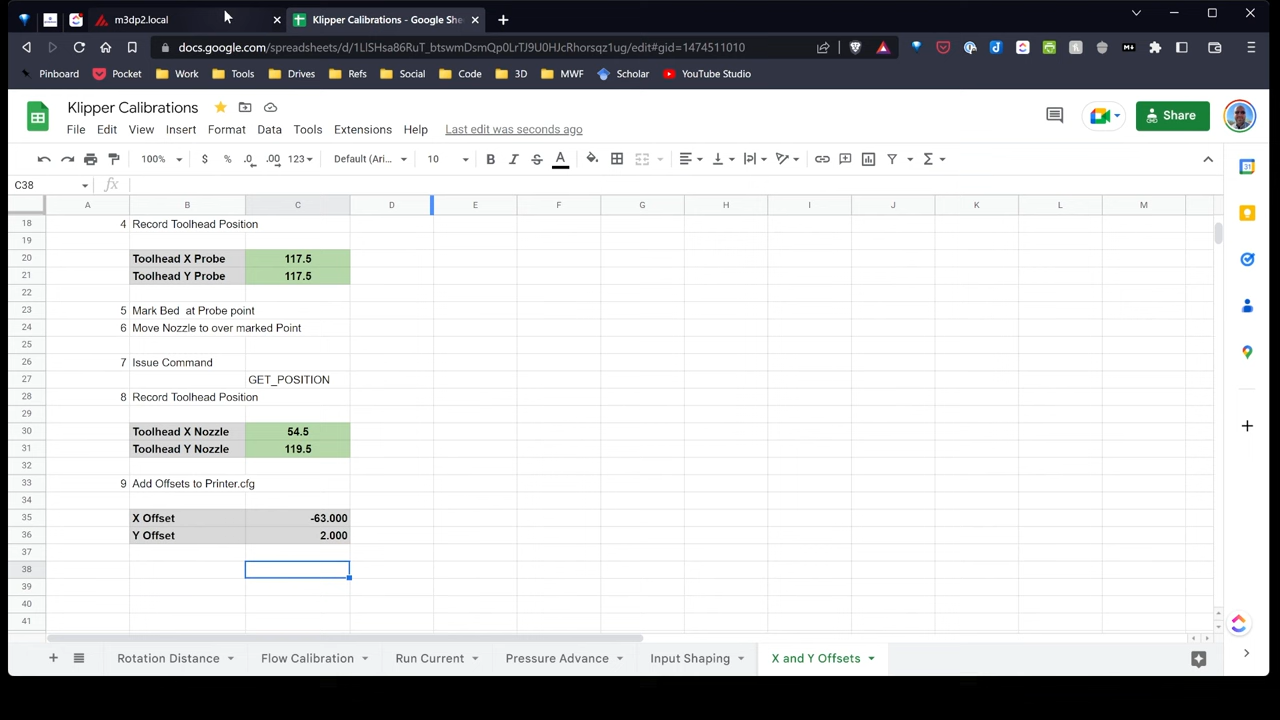 m3dp2.local
Klipper Calibrations - Google She
docs.google.com/spreadsheets/d/1LlSHsa86RuT_btswmDsmQp0LrTJ9U0HJcRhorsqz1ug/edit#gid=1474511010
Pinboard Pocket Work Tools Drives Refs Social Code 3D MWF Scholar YouTube Studio
Klipper Calibrations
Share
File Edit View Insert Format Data Tools Extensions Help Last edit was seconds ago
100% $ % .0 .00 123 Default (Ari... 10 B I S A
C38 fx
A B C D E F G H I J K L M
18 4 Record Toolhead Position
19
20 Toolhead X Probe 117.5
21 Toolhead Y Probe 117.5
22
23 5 Mark Bed at Probe point
24 6 Move Nozzle to over marked Point
25
26 7 Issue Command
27 GET_POSITION
28 8 Record Toolhead Position
29
30 Toolhead X Nozzle 54.5
31 Toolhead Y Nozzle 119.5
32
33 9 Add Offsets to Printer.cfg
34
35 X Offset -63.000
36 Y Offset 2.000
37
38
39
40
41
Rotation Distance Flow Calibration Run Current Pressure Advance Input Shaping X and Y Offsets